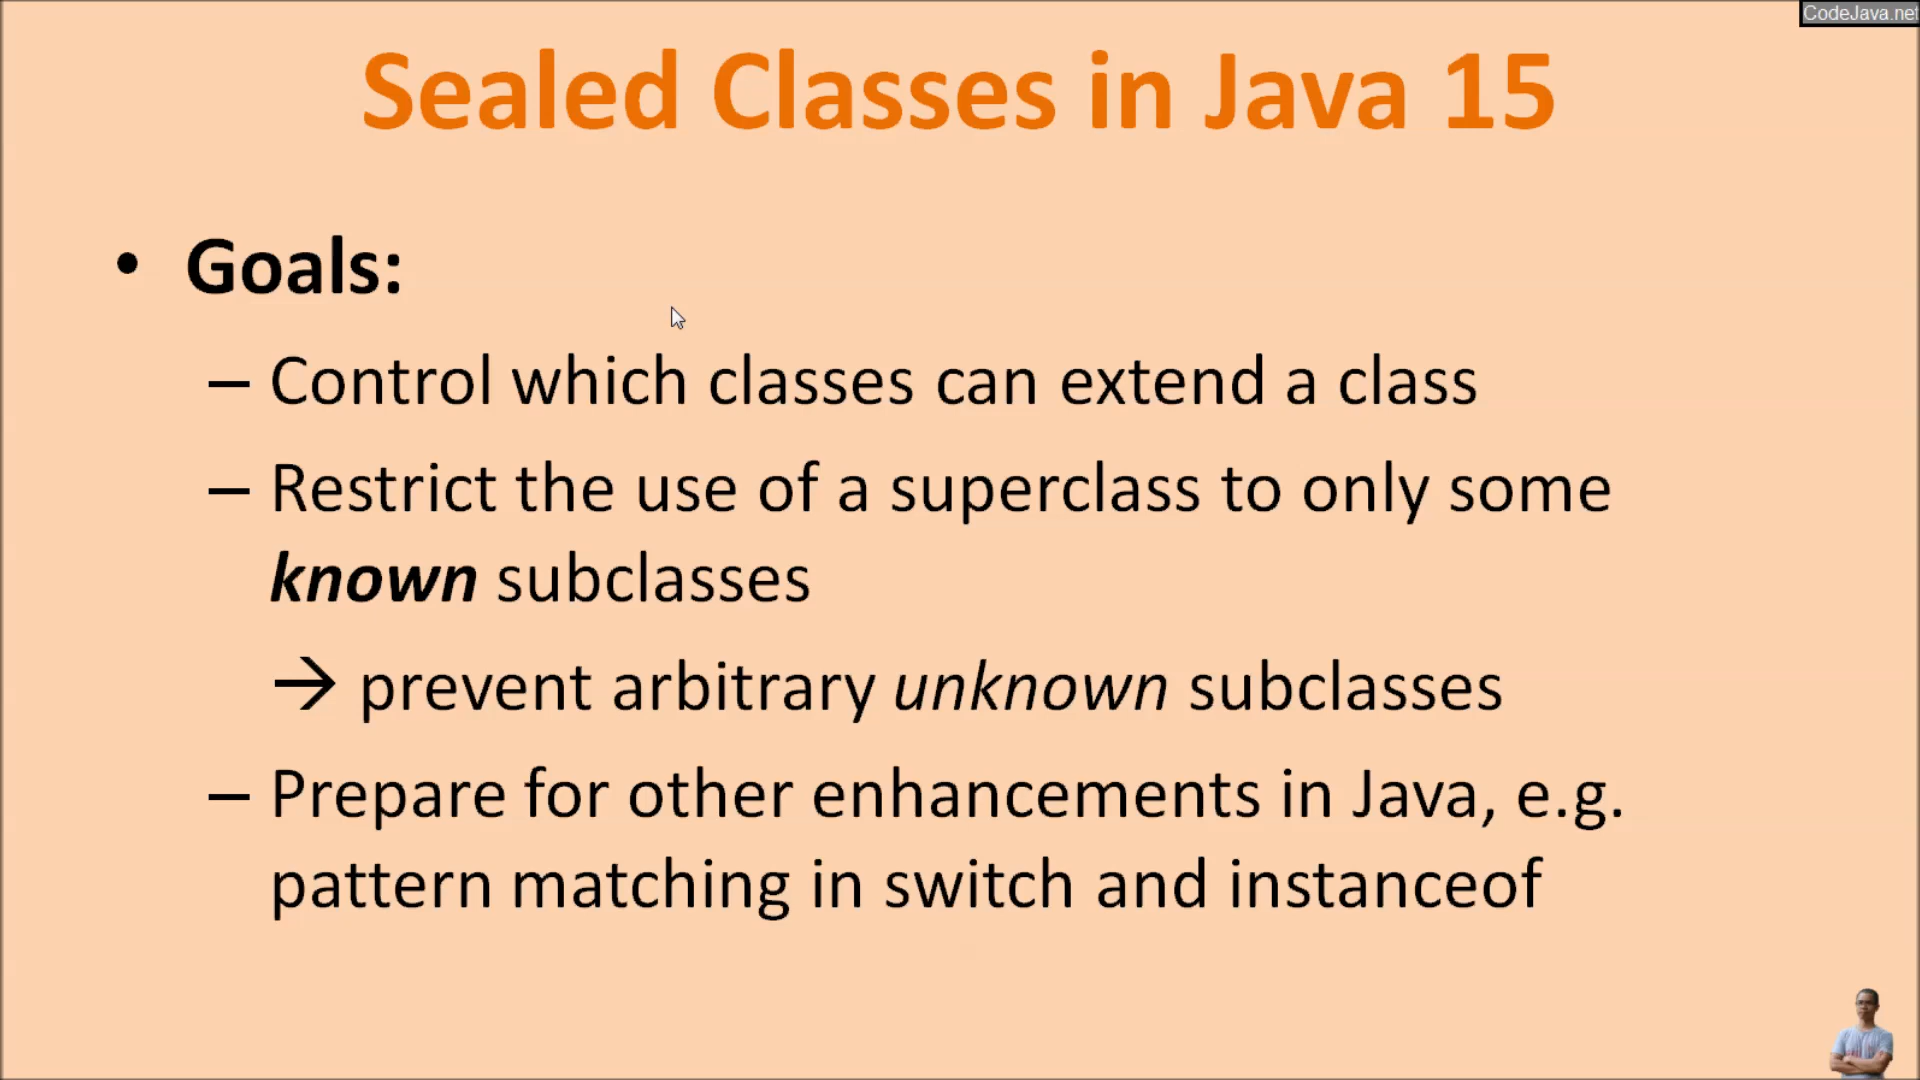 CodeJava.net
Sealed Classes in Java 15
• Goals:
– Control which classes can extend a class
– Restrict the use of a superclass to only some
known subclasses
→ prevent arbitrary unknown subclasses
– Prepare for other enhancements in Java, e.g.
pattern matching in switch and instanceof